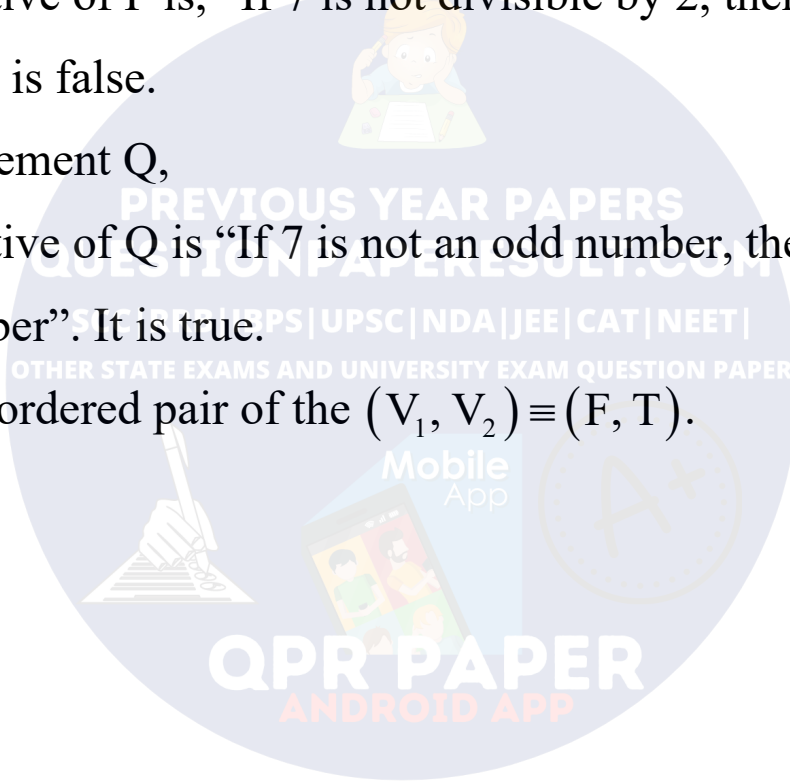 is false.
ement Q,
PREVIOUS YEAR PAPERS
tive of Q is “If 7 is not an odd number, the
QUESTIONPAPERESULT.COM
ber”. It is true.
PS|UPSC|NDA|JEE|CAT|NEET|
OTHER STATE EXAMS AND UNIVERSITY EXAM QUESTION PAPER
ordered pair of the (V₁, V₂) ≡ (F, T).
Mobile
App
A+
QPR PAPER
ANDROID APP